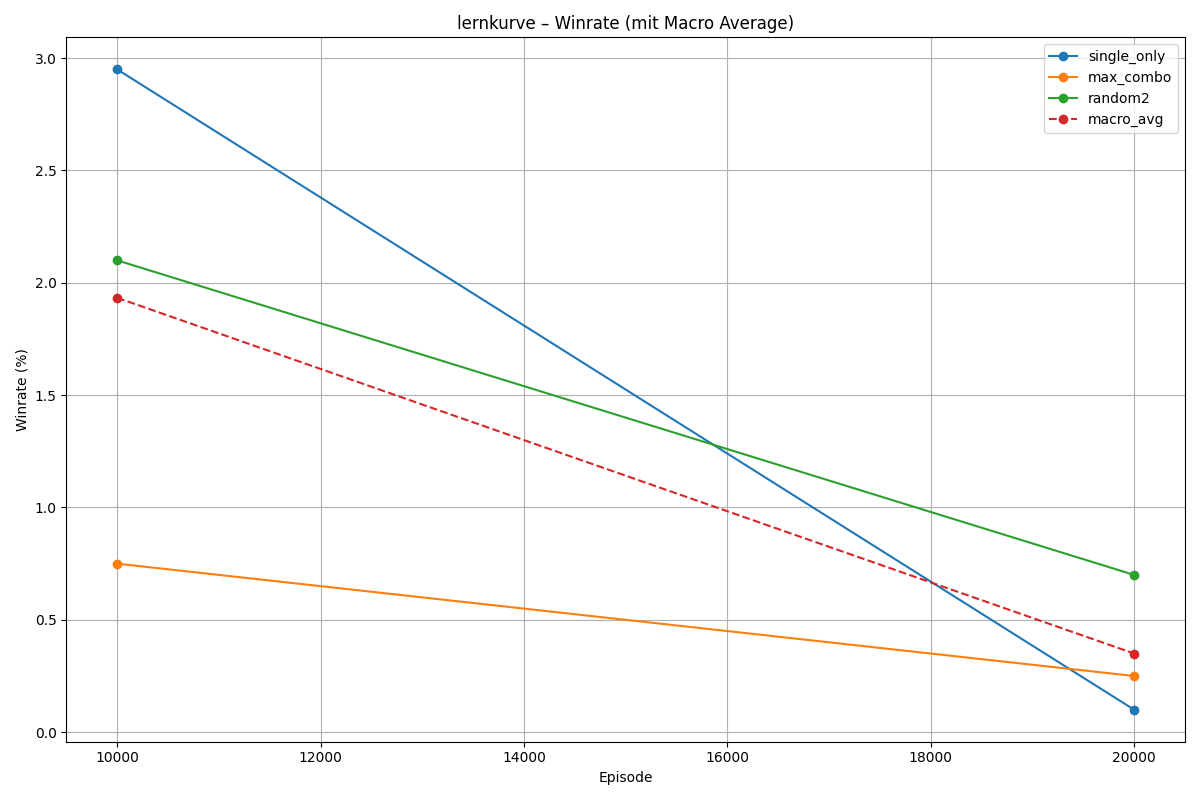 lernkurve – Winrate (mit Macro Average)
single_only
max_combo
random2
macro_avg
Winrate (%)
3.0
2.5
2.0
1.5
1.0
0.5
0.0
10000
12000
14000
16000
18000
20000
Episode